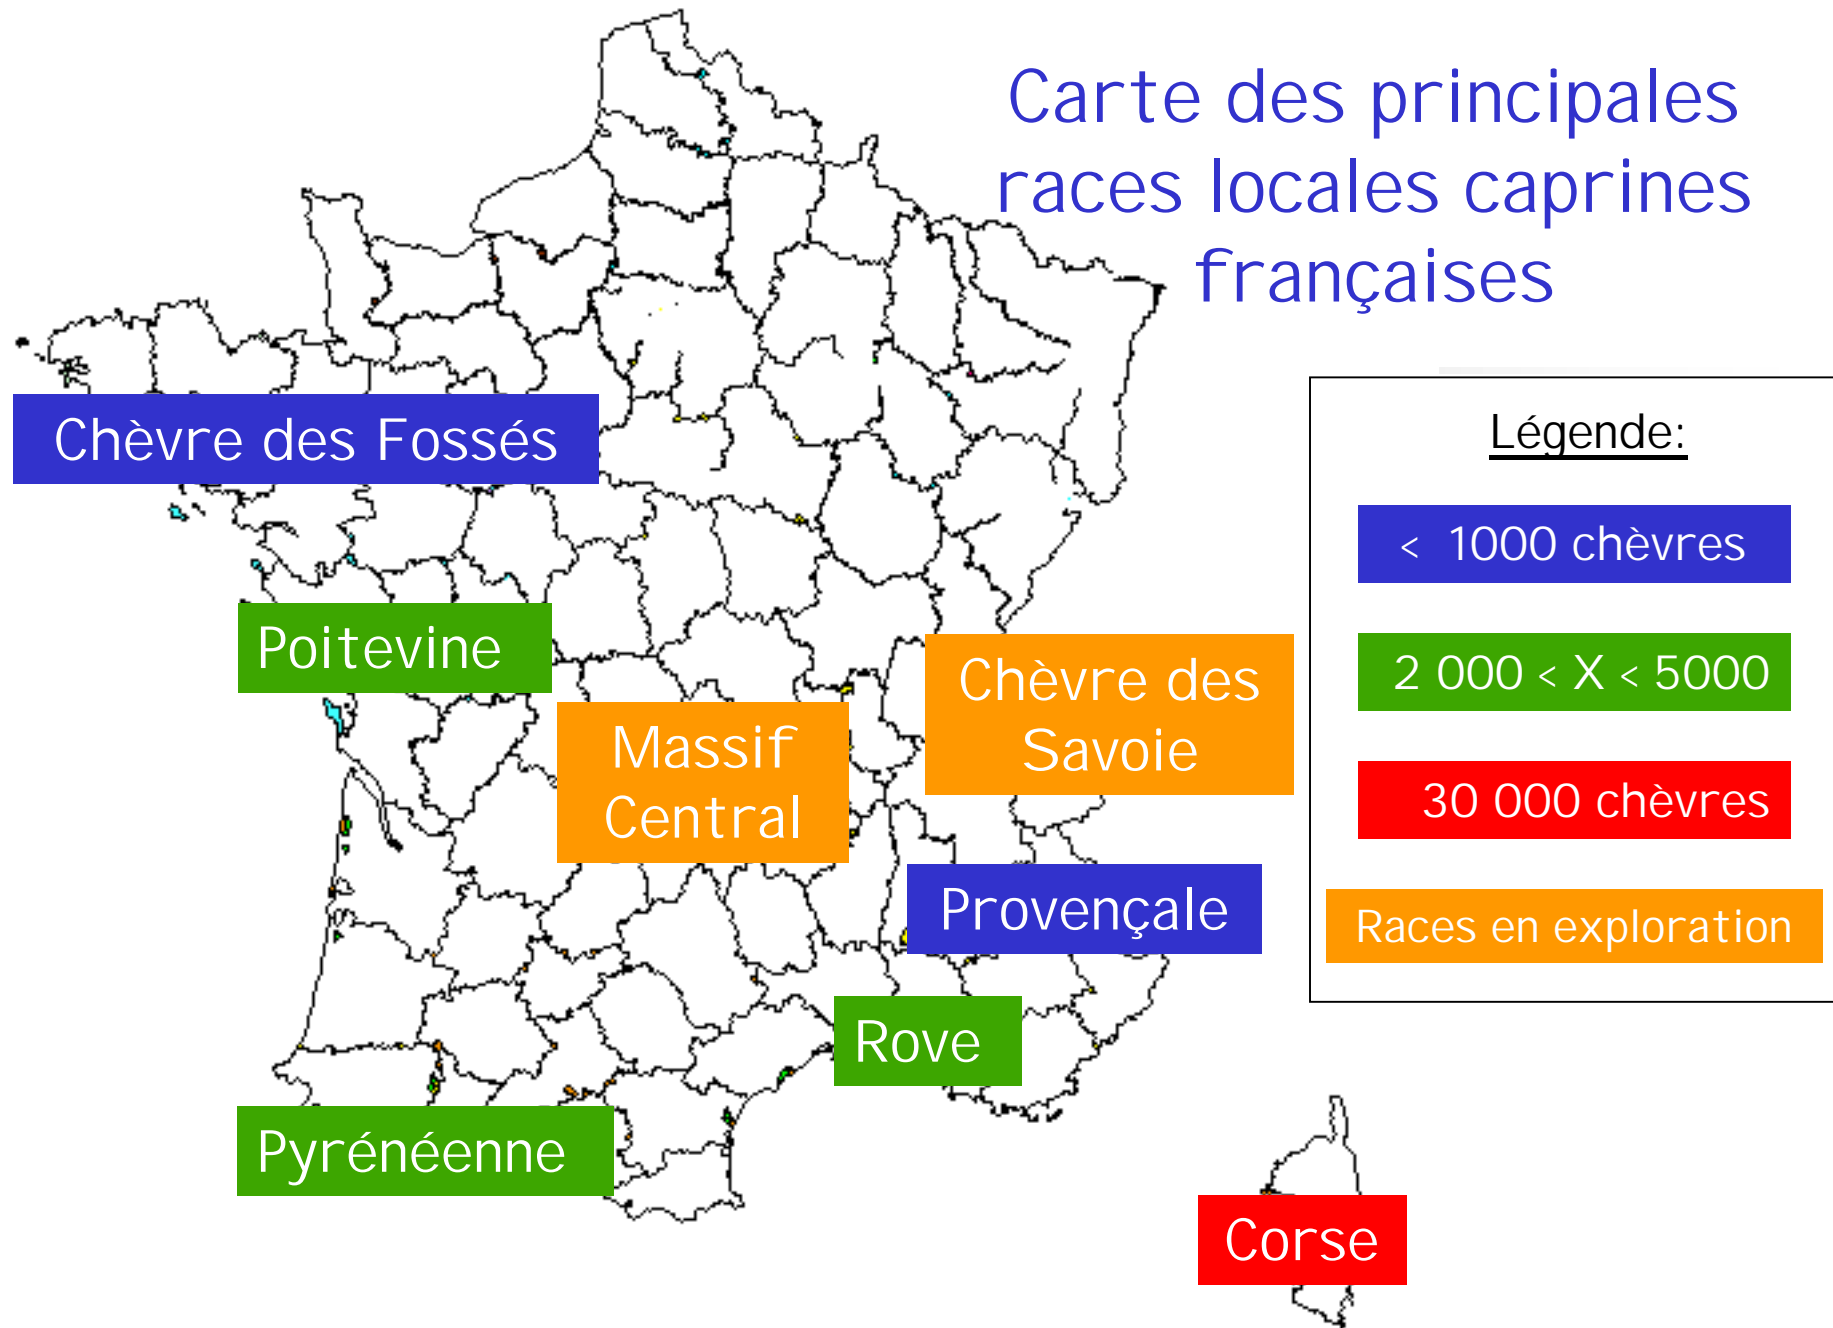 Carte des principales
races locales caprines
françaises
Légende:
< 1000 chèvres
2 000 < X < 5000
30 000 chèvres
Races en exploration
Chèvre des Fossés
Poitevine
Chèvre des
Savoie
Massif
Central
Provençale
Rove
Pyrénéenne
Corse